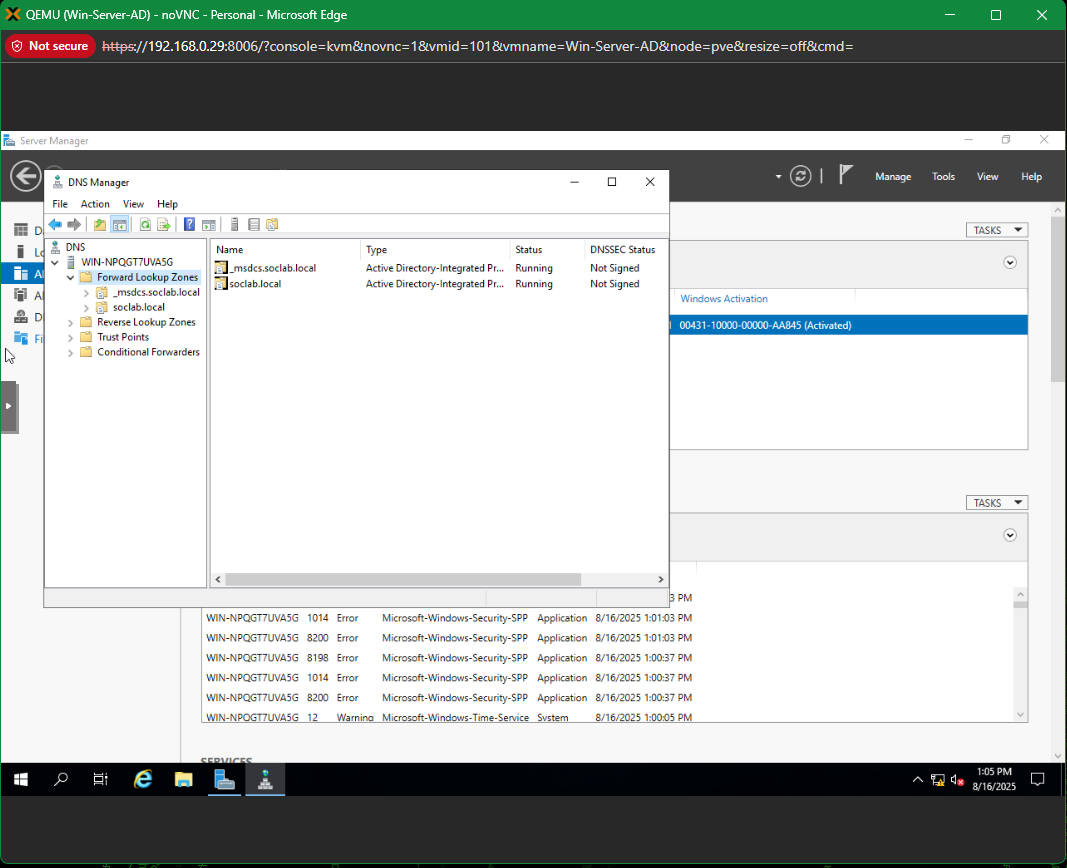 QEMU (Win-Server-AD) - noVNC - Personal - Microsoft Edge
Not secure https://192.168.0.29:8006/?console=kvm&novnc=1&vmid=101&vmname=Win-Server-AD&node=pve&resize=off&cmd=
Server Manager
Manage Tools View Help
DNS Manager
File Action View Help
DNS
WIN-NPQGT7UVA5G
Forward Lookup Zones
_msdcs.soclab.local
soclab.local
Reverse Lookup Zones
Trust Points
Conditional Forwarders
Name Type Status DNSSEC Status
_msdcs.soclab.local Active Directory-Integrated Pr... Running Not Signed
soclab.local Active Directory-Integrated Pr... Running Not Signed
D
Lo
Al
Al
D
Fi
TASKS
Windows Activation
00431-10000-00000-AA845 (Activated)
TASKS
3 PM
WIN-NPQGT7UVA5G 1014 Error Microsoft-Windows-Security-SPP Application 8/16/2025 1:01:03 PM
WIN-NPQGT7UVA5G 8200 Error Microsoft-Windows-Security-SPP Application 8/16/2025 1:01:03 PM
WIN-NPQGT7UVA5G 8198 Error Microsoft-Windows-Security-SPP Application 8/16/2025 1:00:37 PM
WIN-NPQGT7UVA5G 1014 Error Microsoft-Windows-Security-SPP Application 8/16/2025 1:00:37 PM
WIN-NPQGT7UVA5G 8200 Error Microsoft-Windows-Security-SPP Application 8/16/2025 1:00:37 PM
WIN-NPQGT7UVA5G 12 Warning Microsoft-Windows-Time-Service System 8/16/2025 1:00:05 PM
SERVICES
1:05 PM
8/16/2025